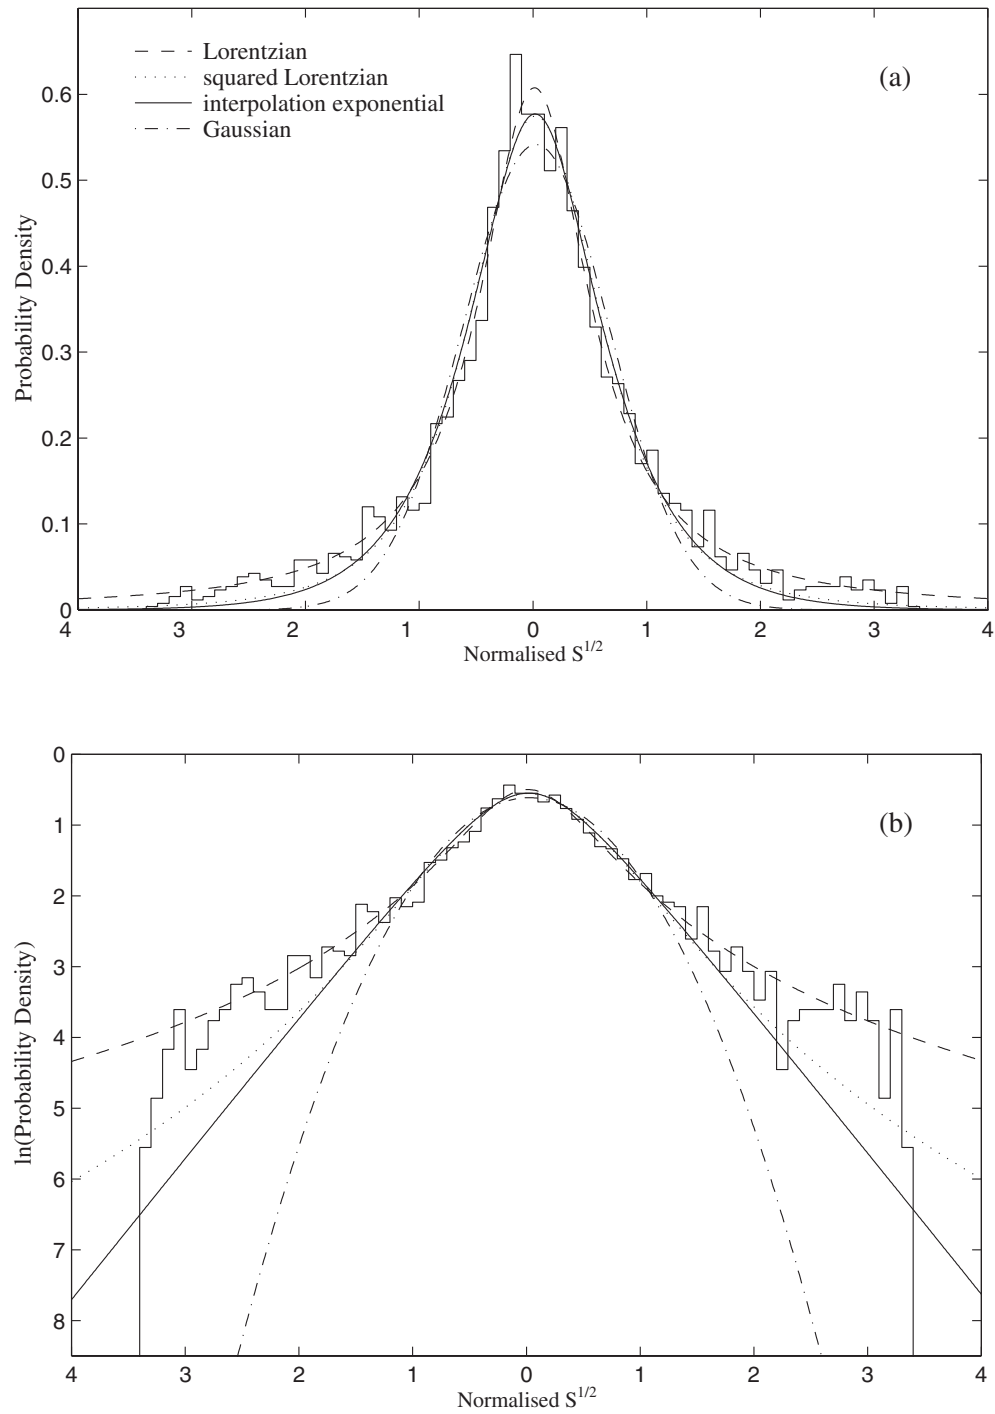 Lorentzian
squared Lorentzian
interpolation exponential
Gaussian
(a)
0.6
0.5
0.4
0.3
0.2
0.1
0
Probability Density
4 3 2 1 0 1 2 3 4
Normalised S^1/2
(b)
0
1
2
3
4
5
6
7
8
ln(Probability Density)
4 3 2 1 0 1 2 3 4
Normalised S^1/2